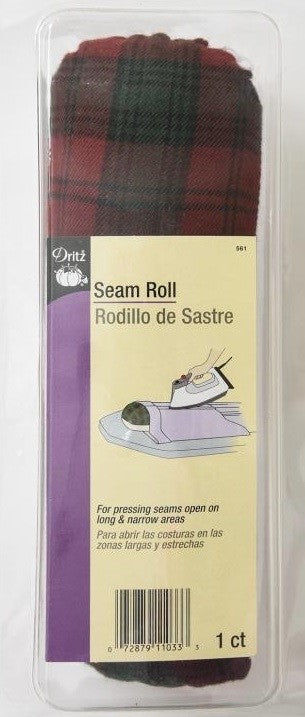 Dritz
561
Seam Roll
Rodillo de Sastre
For pressing seams open on
long & narrow areas
Para abrir las costuras en las
zonas largas y estrechas
0 72879 11033 3
1 ct